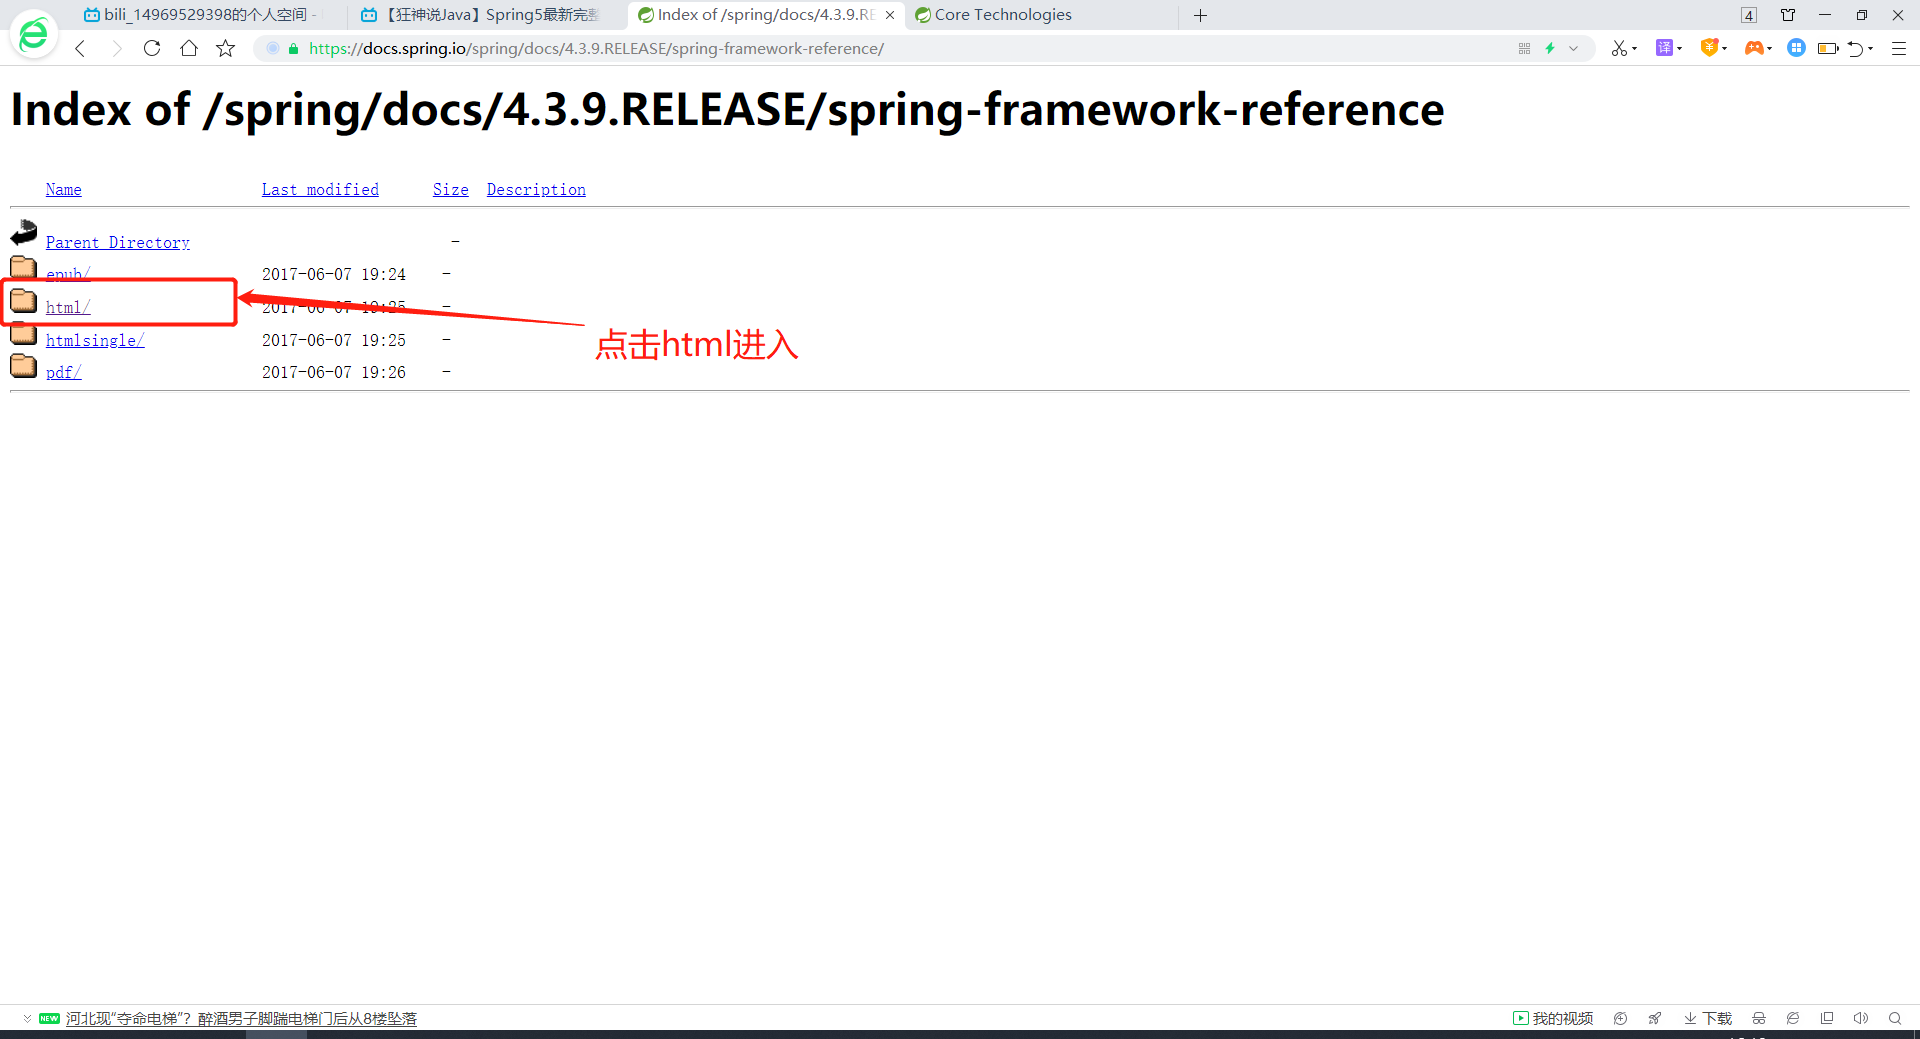 bili_14969529398的个人空间 -
【狂神说Java】Spring5最新完整
Index of /spring/docs/4.3.9.RE
Core Technologies
4
https://docs.spring.io/spring/docs/4.3.9.RELEASE/spring-framework-reference/
译
Index of /spring/docs/4.3.9.RELEASE/spring-framework-reference
Name Last modified Size Description
Parent Directory -
epub/ 2017-06-07 19:24 -
html/ 2017-06-07 19:25 -
htmlsingle/ 2017-06-07 19:25 -
点击html进入
pdf/ 2017-06-07 19:26 -
NEW 河北现“夺命电梯”？醉酒男子脚踹电梯门后从8楼坠落
我的视频
下载